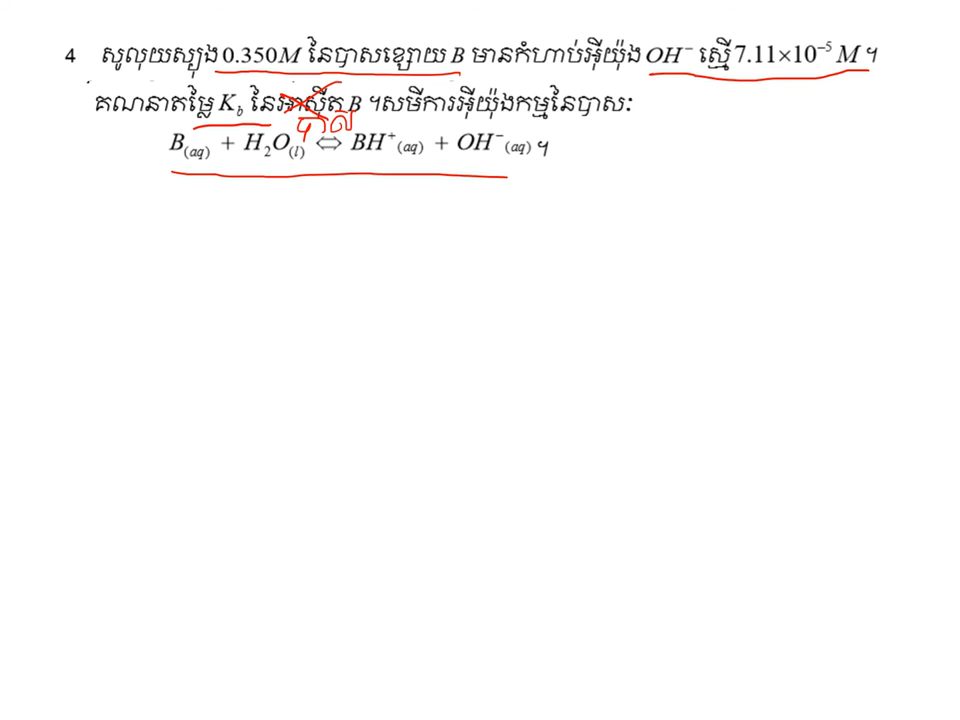 4 សូលុយស្យុង 0.350M នៃបាសខ្សោយ B មានកំហាប់អ៊ីយ៉ុង OH⁻ ស្មើ 7.11×10⁻⁵ M ។
គណនាតម្លៃ K_b នៃអាស៊ីត B ។សមីការអ៊ីយ៉ុងកម្មនៃបាសៈ
បាស
B(aq) + H₂O(l) ⇔ BH⁺(aq) + OH⁻(aq) ។